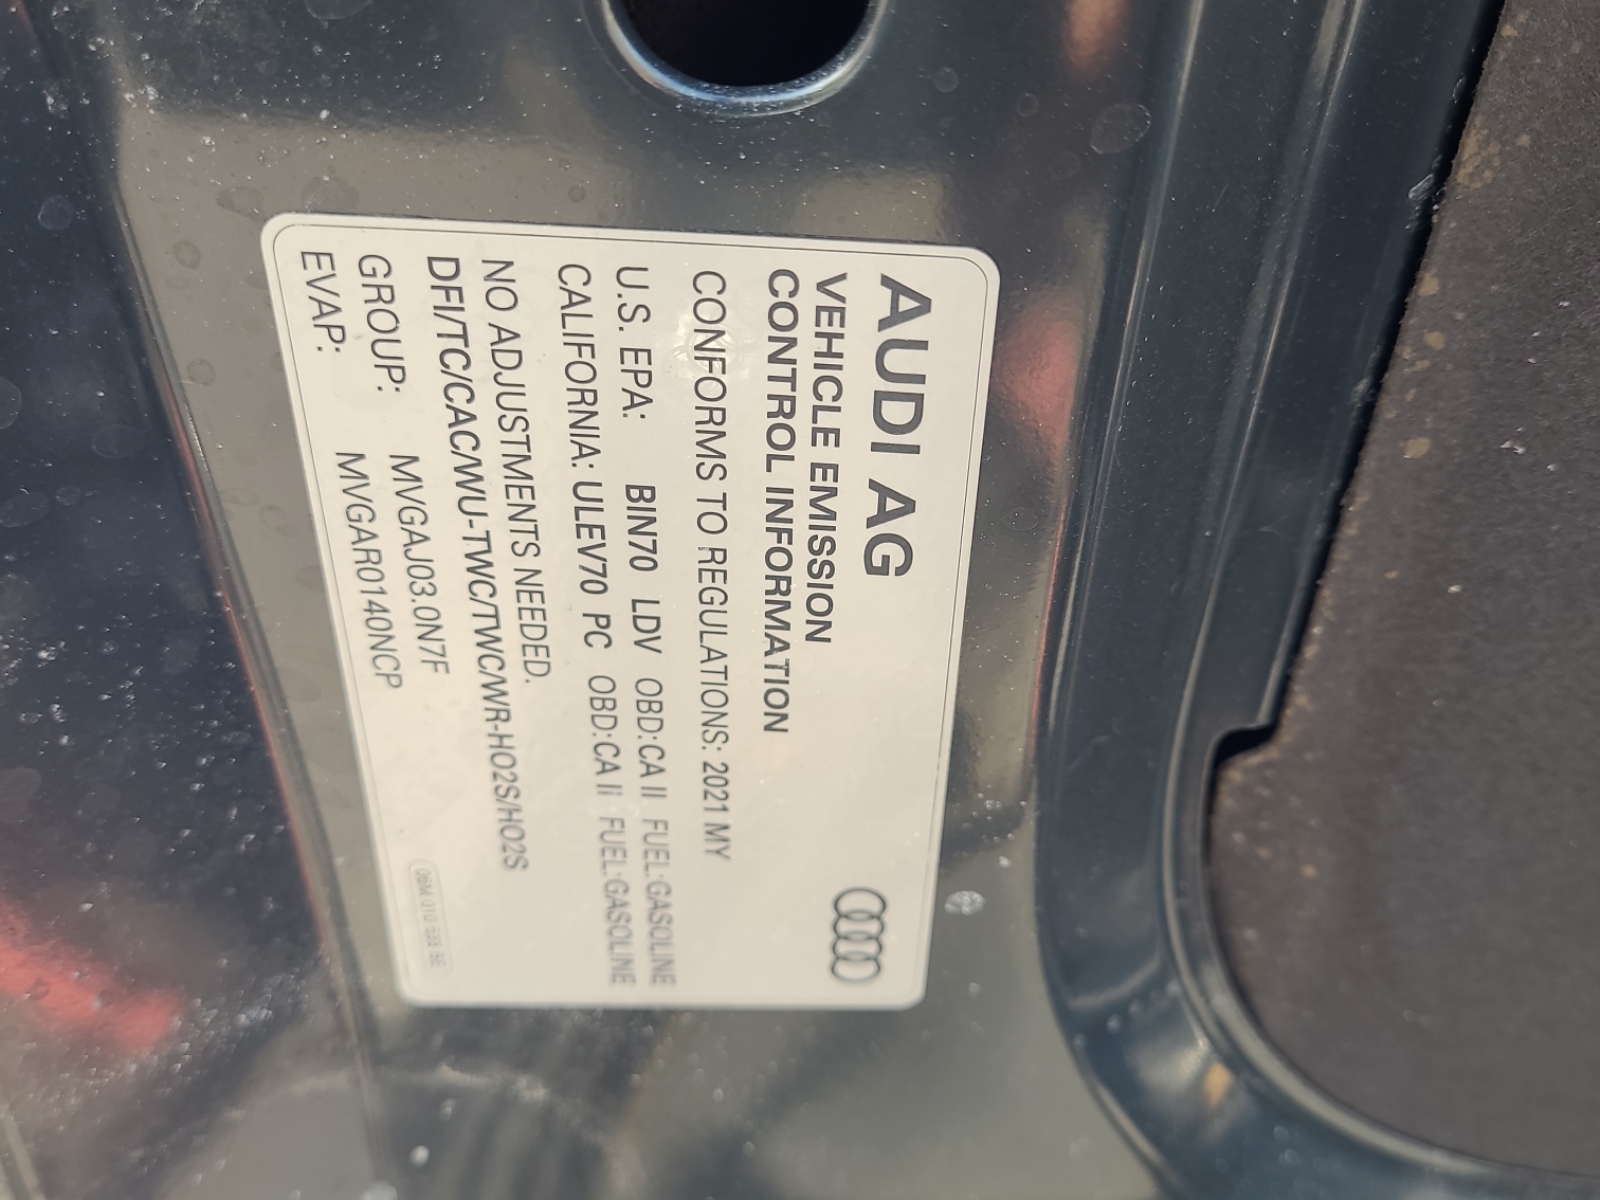 AUDI AG
VEHICLE EMISSION
CONTROL INFORMATION
CONFORMS TO REGULATIONS: 2021 MY
U.S. EPA: BIN70 LDV OBD:CA II FUEL:GASOLINE
CALIFORNIA: ULEV70 PC OBD:CA II FUEL:GASOLINE
NO ADJUSTMENTS NEEDED.
DFI/TC/CAC/WU-TWC/TWC/WR-HO2S/HO2S
GROUP: MVGAJ03.0N7F
EVAP: MVGAR0140NCP